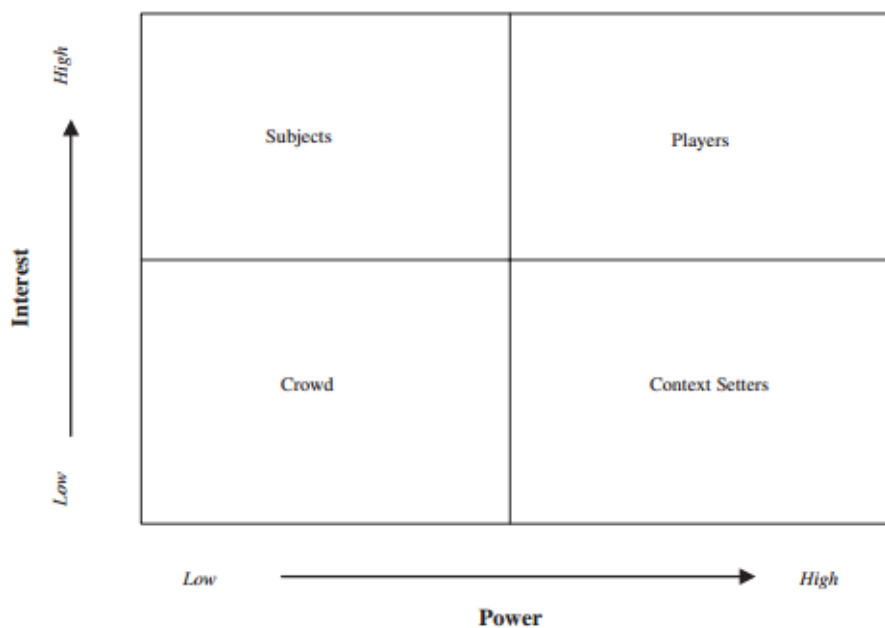 High
Subjects
Players
Interest
Crowd
Context Setters
Low
Low
High
Power